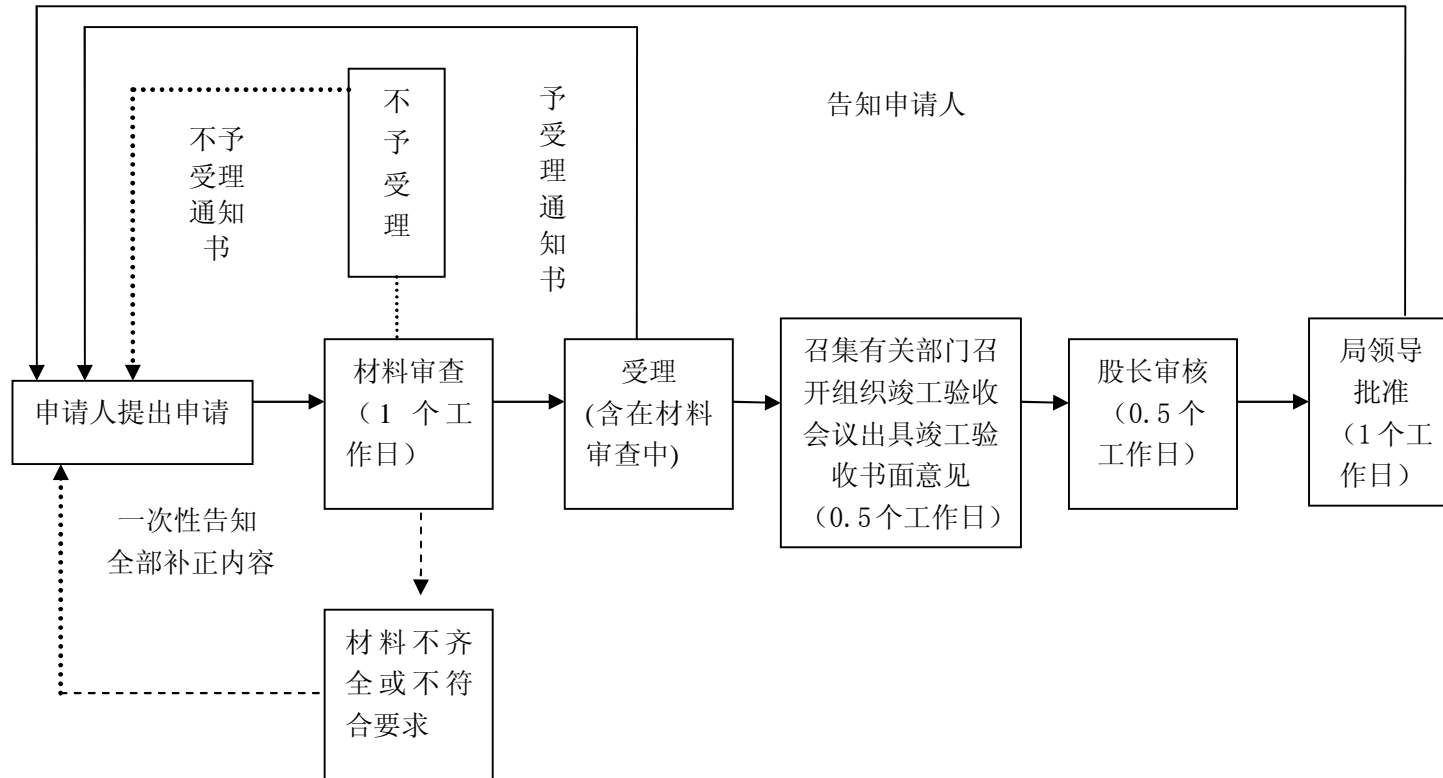 告知申请人
不予受理
予受理通知书
不予
受理
通知
书
申请人提出申请
材料审查
（1 个工
作日）
受理
(含在材料
审查中)
召集有关部门召
开组织竣工验收
会议出具竣工验
收书面意见
（0.5个工作日）
股长审核
（0.5个
工作日）
局领导
批准
（1个工
作日）
一次性告知
全部补正内容
材料不齐
全或不符
合要求